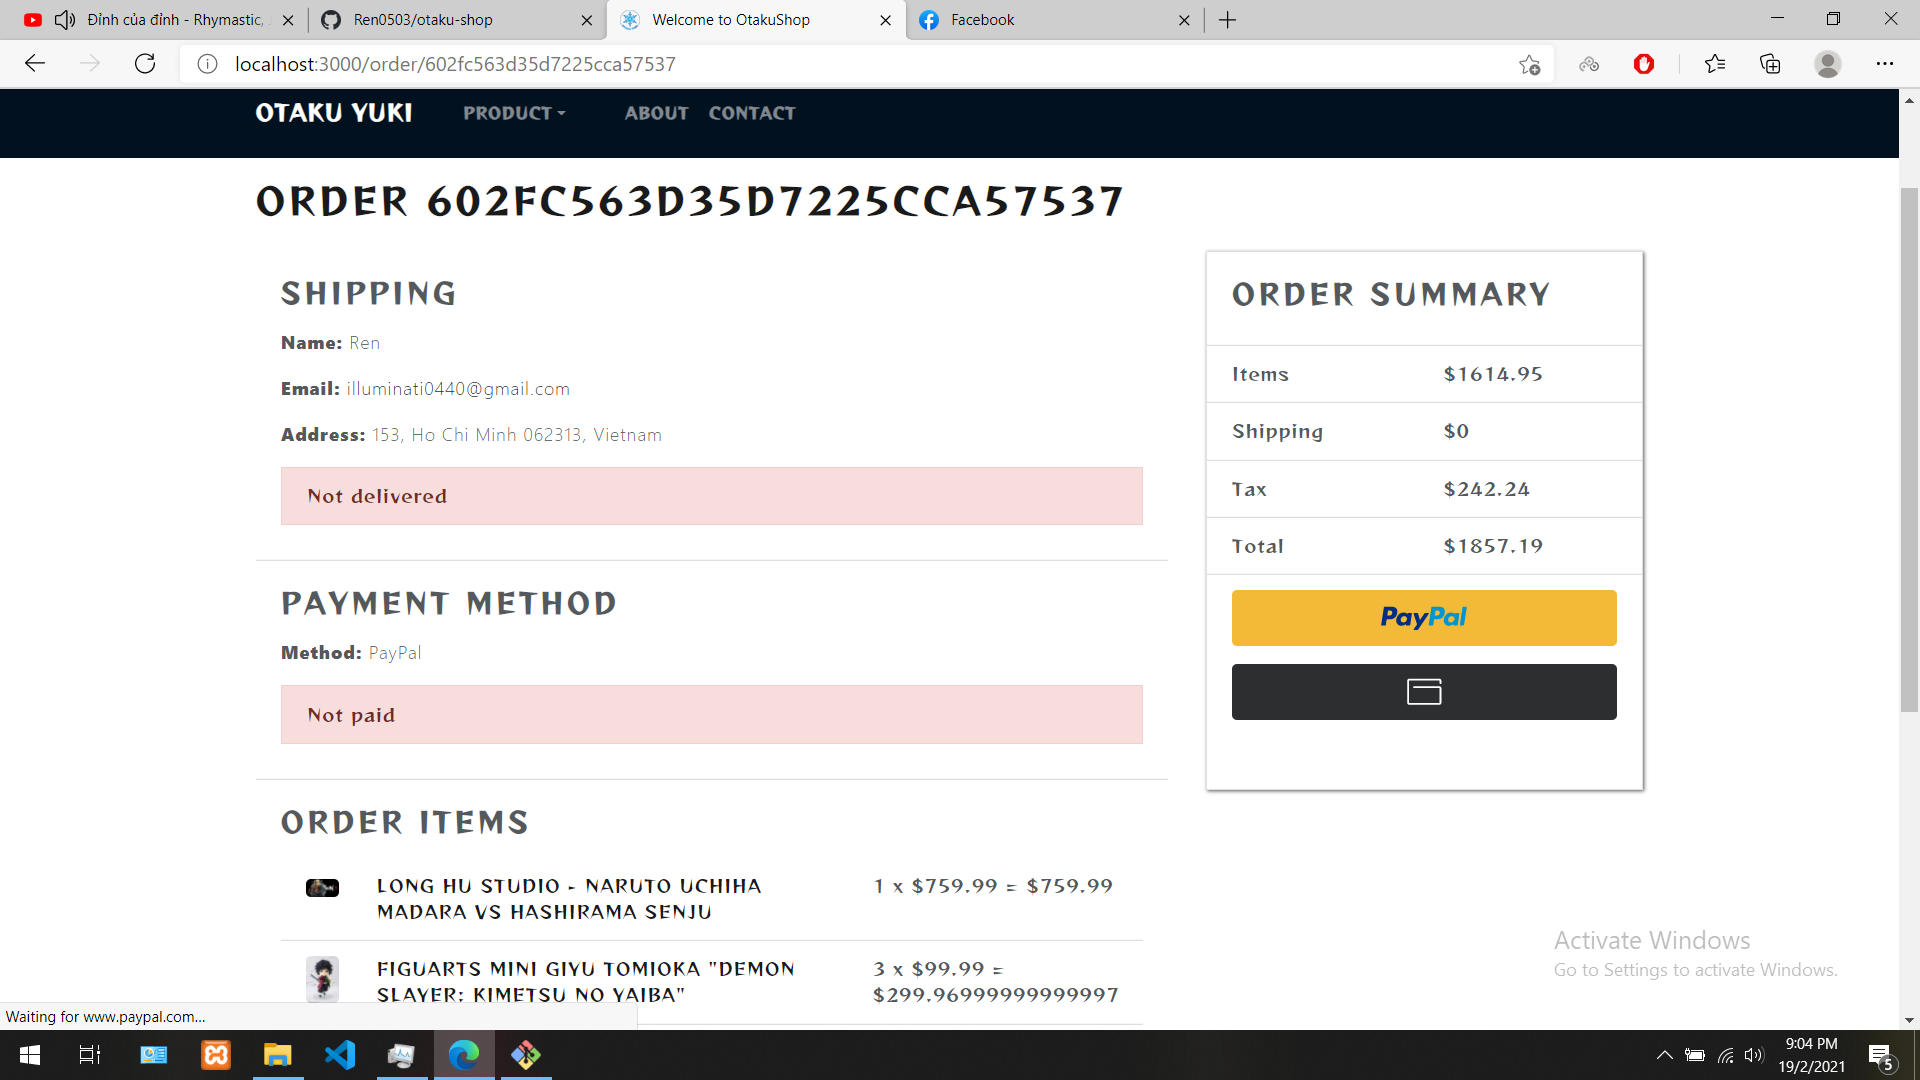 Đỉnh của đỉnh - Rhymastic,
Ren0503/otaku-shop
Welcome to OtakuShop
Facebook
localhost:3000/order/602fc563d35d7225cca57537
OTAKU YUKI
PRODUCT
ABOUT
CONTACT
ORDER 602FC563D35D7225CCA57537
SHIPPING
Name: Ren
Email: illuminati0440@gmail.com
Address: 153, Ho Chi Minh 062313, Vietnam
Not delivered
PAYMENT METHOD
Method: PayPal
Not paid
ORDER ITEMS
LONG HU STUDIO - NARUTO UCHIHA
MADARA VS HASHIRAMA SENJU
1 x $759.99 = $759.99
FIGUARTS MINI GIYU TOMIOKA "DEMON
SLAYER: KIMETSU NO YAIBA"
3 x $99.99 =
$299.96999999999997
ORDER SUMMARY
Items $1614.95
Shipping $0
Tax $242.24
Total $1857.19
PayPal
Activate Windows
Go to Settings to activate Windows.
Waiting for www.paypal.com...
9:04 PM
19/2/2021
5